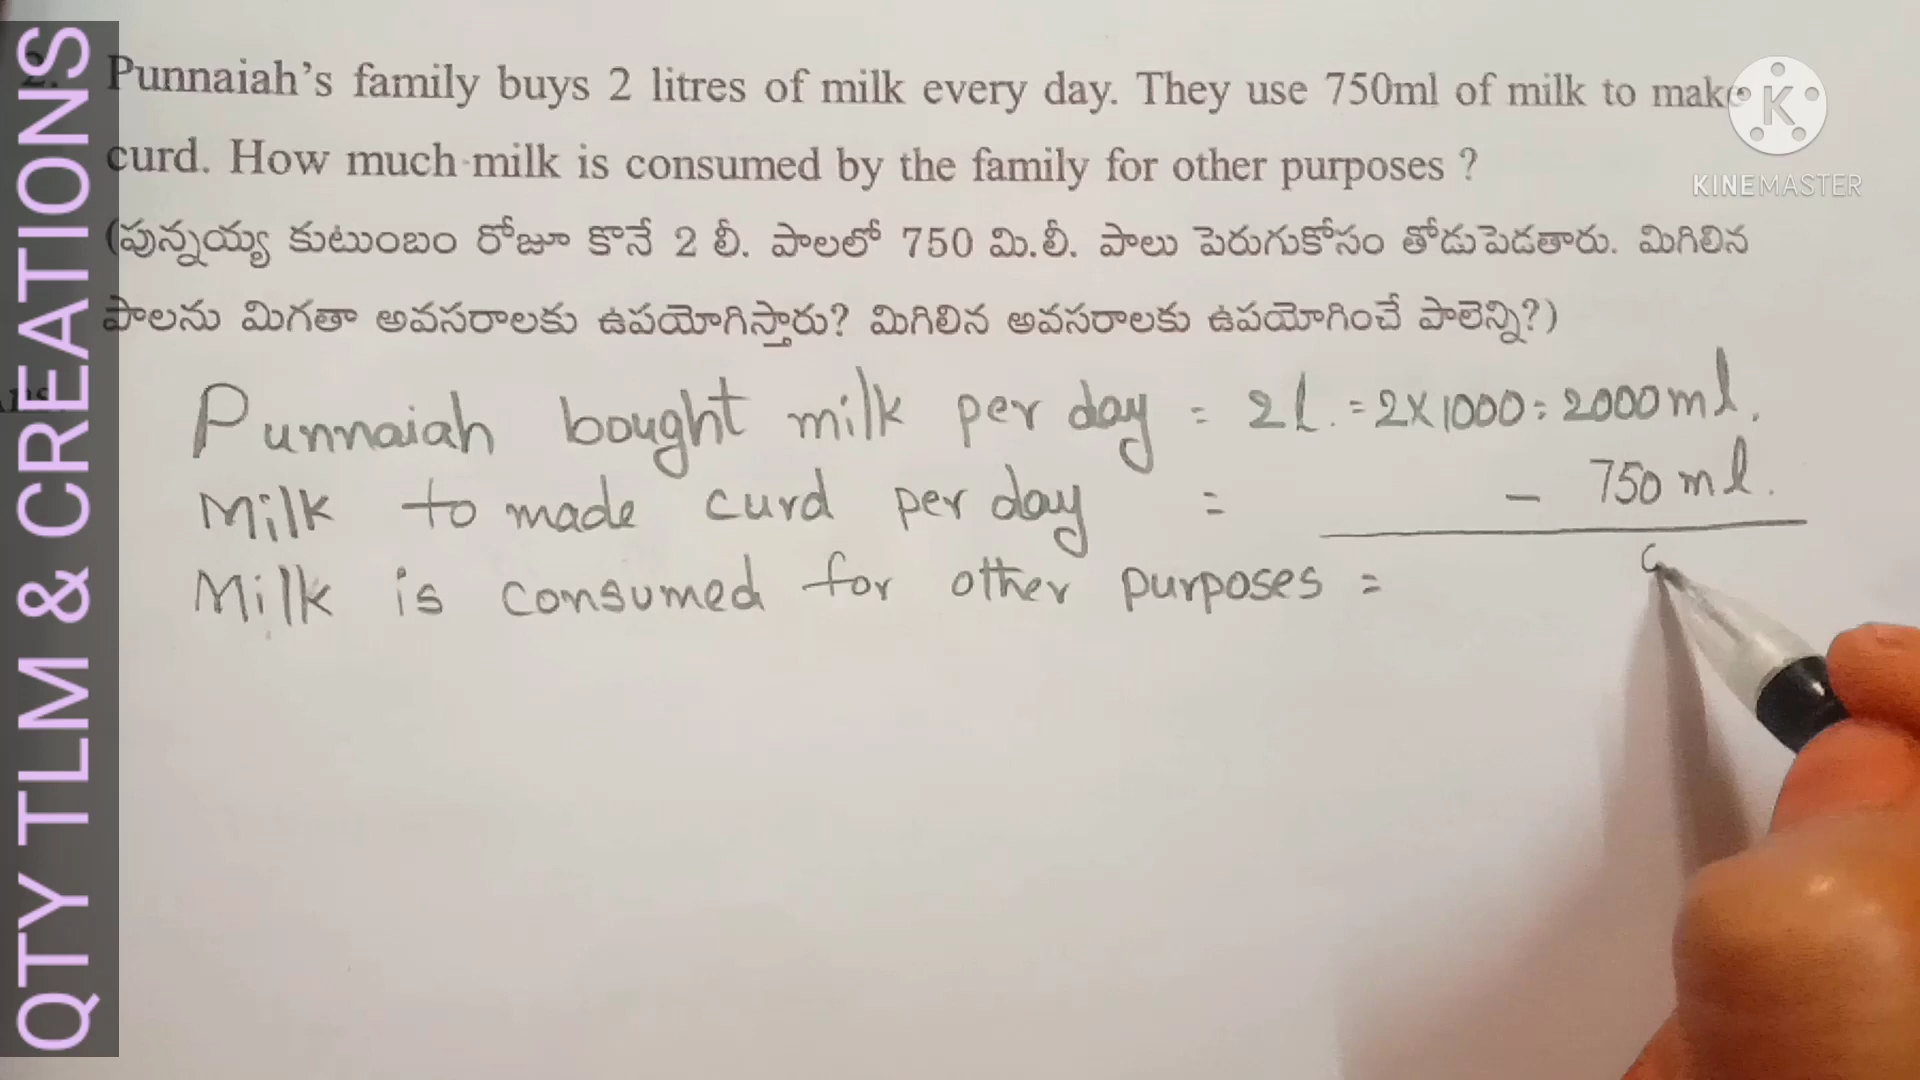 QTY TLM & CREATIONS
2. Punnaiah's family buys 2 litres of milk every day. They use 750ml of milk to make
curd. How much milk is consumed by the family for other purposes ?
(పున్నయ్య కుటుంబం రోజూ కొనే 2 లీ. పాలలో 750 మి.లీ. పాలు పెరుగుకోసం తోడుపెడతారు. మిగిలిన
పాలను మిగతా అవసరాలకు ఉపయోగిస్తారు? మిగిలిన అవసరాలకు ఉపయోగించే పాలెన్ని?)
KINEMASTER
Punnaiah bought milk per day = 2l. = 2×1000 = 2000ml.
Milk to made curd per day = - 750 ml.
Milk is consumed for other purposes =